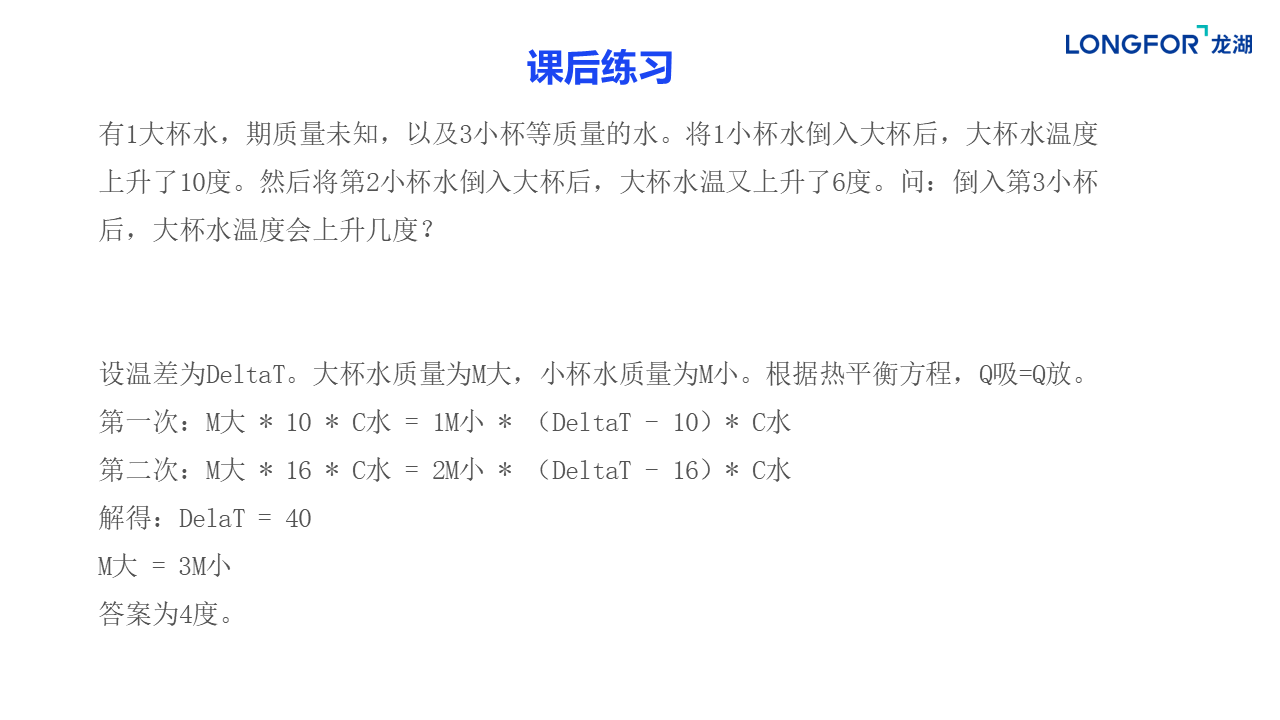 LONGFOR 龙湖
课后练习
有1大杯水，期质量未知，以及3小杯等质量的水。将1小杯水倒入大杯后，大杯水温度
上升了10度。然后将第2小杯水倒入大杯后，大杯水温又上升了6度。问：倒入第3小杯
后，大杯水温度会上升几度？
设温差为DeltaT。大杯水质量为M大，小杯水质量为M小。根据热平衡方程，Q吸=Q放。
第一次：M大 * 10 * C水 = 1M小 * （DeltaT - 10）* C水
第二次：M大 * 16 * C水 = 2M小 * （DeltaT - 16）* C水
解得：DelaT = 40
M大 = 3M小
答案为4度。